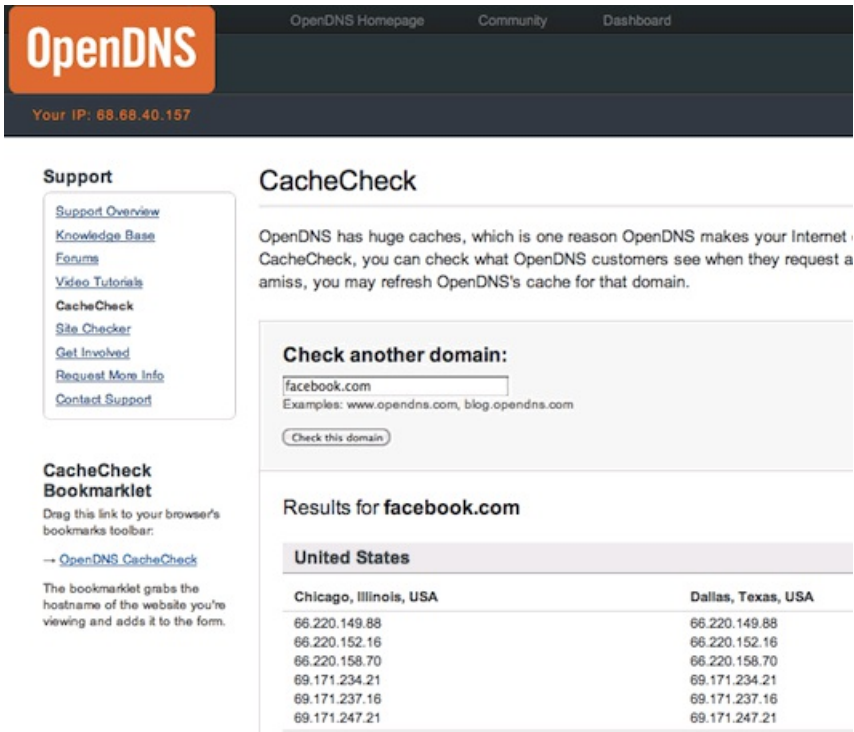 OpenDNS Homepage Community Dashboard
OpenDNS
Your IP: 68.68.40.157
Support
Support Overview
Knowledge Base
Forums
Video Tutorials
CacheCheck
Site Checker
Get Involved
Request More Info
Contact Support
CacheCheck
Bookmarklet
Drag this link to your browser's
bookmarks toolbar:
→ OpenDNS CacheCheck
The bookmarklet grabs the
hostname of the website you're
viewing and adds it to the form.
CacheCheck
OpenDNS has huge caches, which is one reason OpenDNS makes your Internet
CacheCheck, you can check what OpenDNS customers see when they request a
amiss, you may refresh OpenDNS's cache for that domain.
Check another domain:
facebook.com
Examples: www.opendns.com, blog.opendns.com
Check this domain
Results for facebook.com
United States
Chicago, Illinois, USA Dallas, Texas, USA
66.220.149.88 66.220.149.88
66.220.152.16 66.220.152.16
66.220.158.70 66.220.158.70
69.171.234.21 69.171.234.21
69.171.237.16 69.171.237.16
69.171.247.21 69.171.247.21